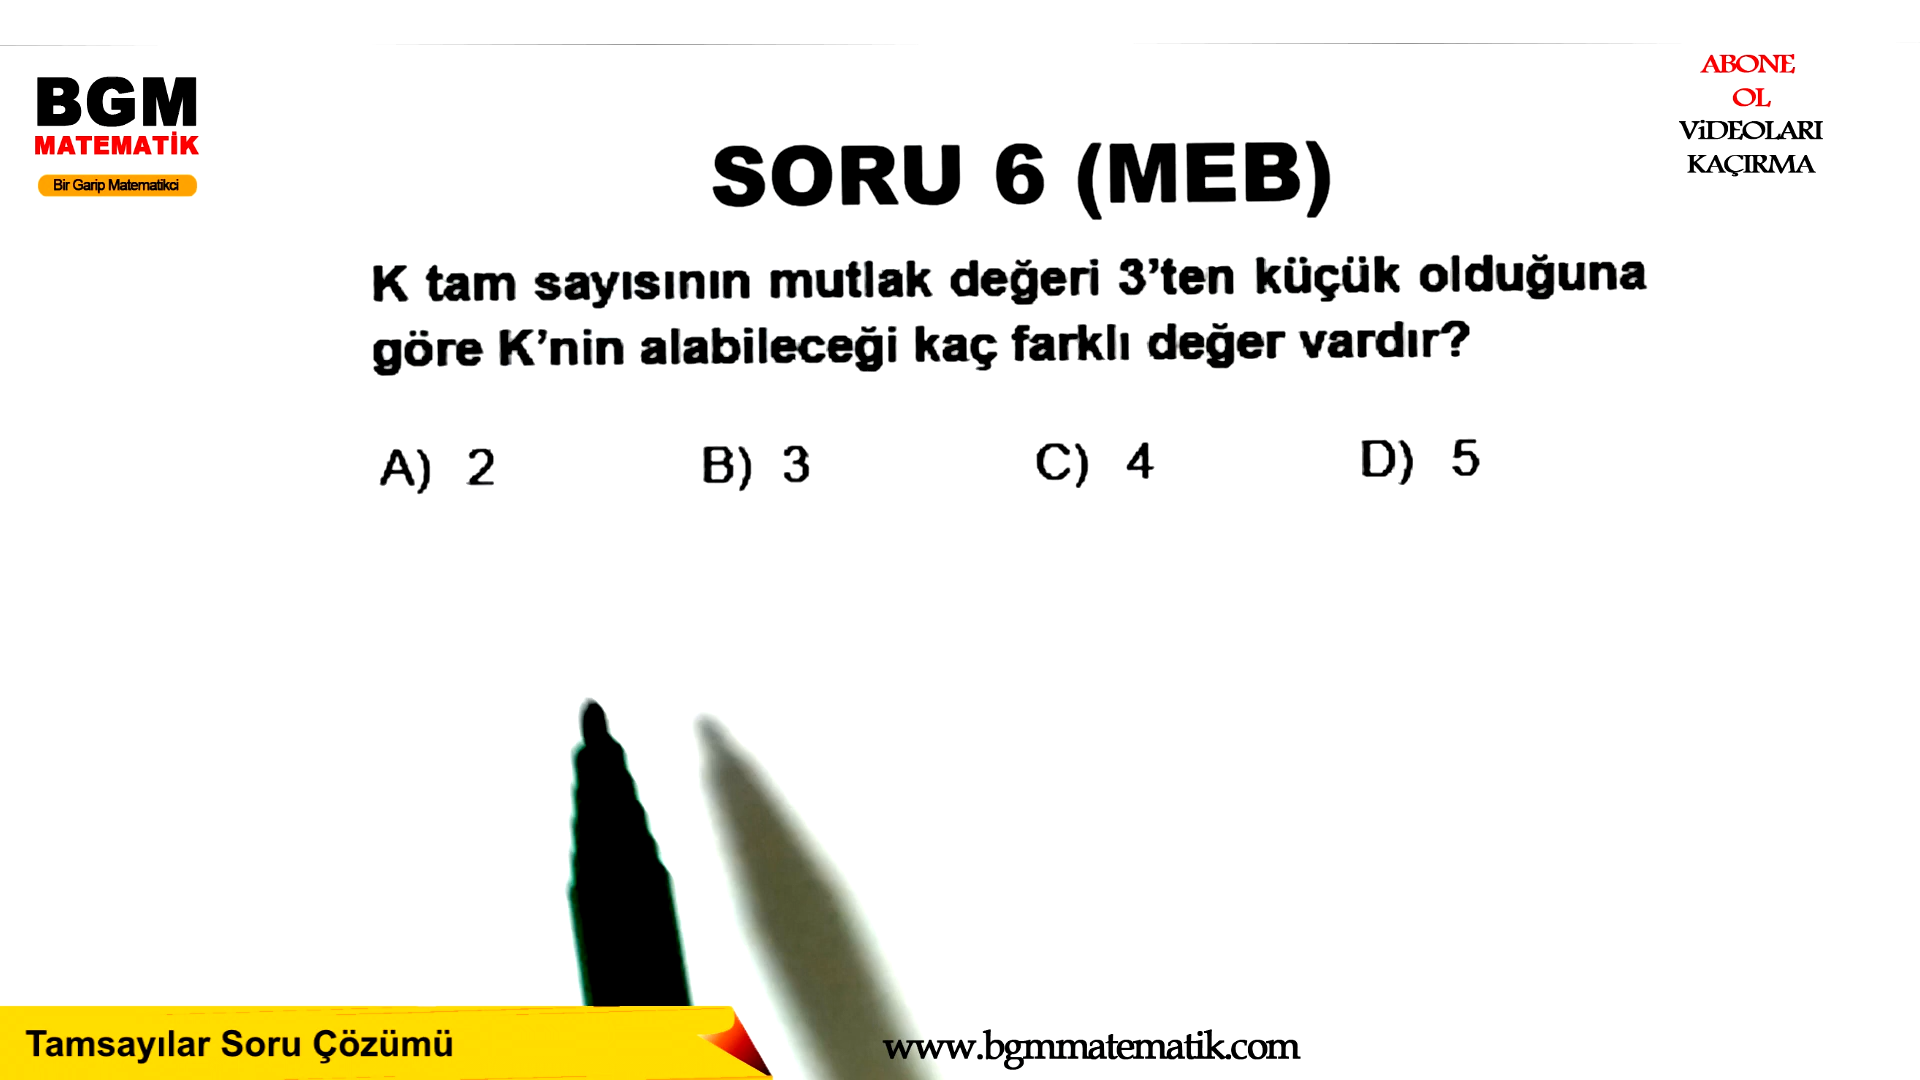 BGM
MATEMATİK
Bir Garip Matematikci
ABONE
OL
ViDEOLARI
KAÇIRMA
SORU 6 (MEB)
K tam sayısının mutlak değeri 3’ten küçük olduğuna
göre K’nin alabileceği kaç farklı değer vardır?
A) 2 B) 3 C) 4 D) 5
Tamsayılar Soru Çözümü
www.bgmmatematik.com